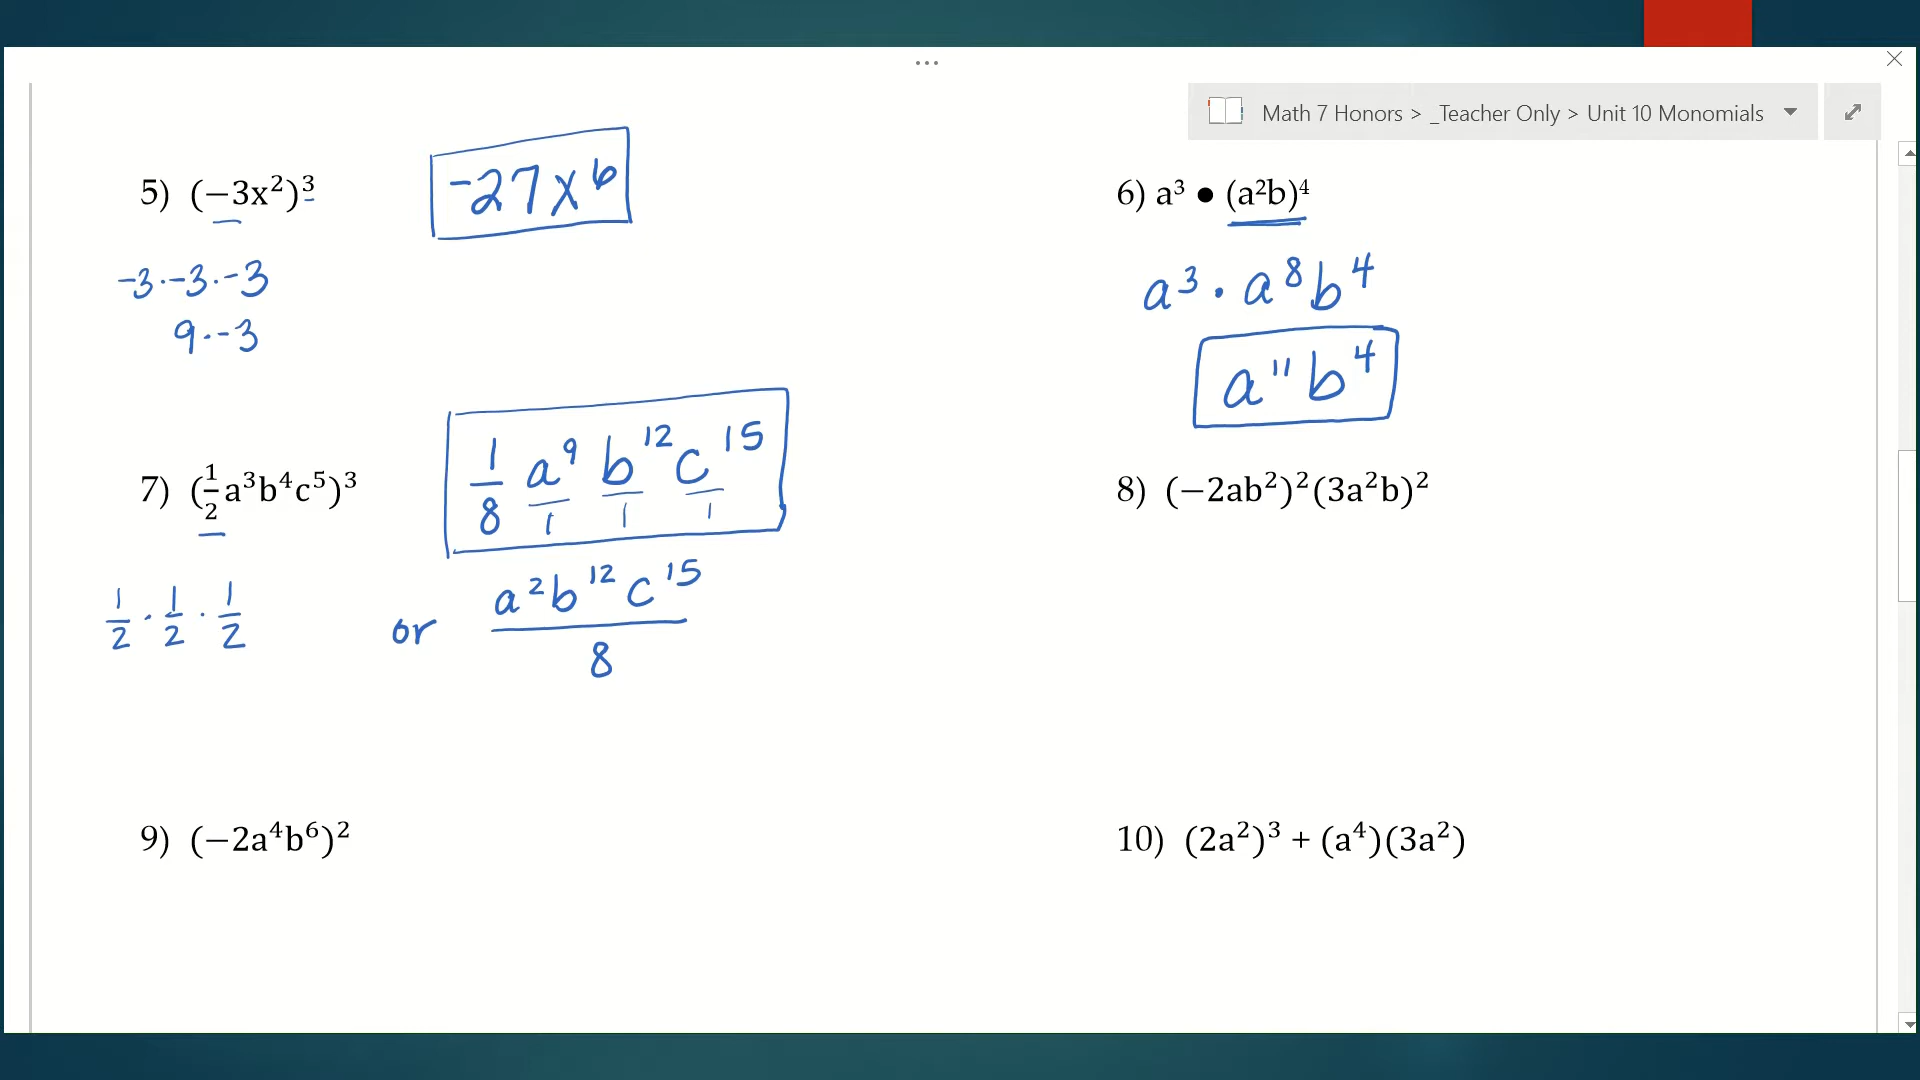 Math 7 Honors > _Teacher Only > Unit 10 Monomials
5) (−3x²)³
-27x⁶
-3·-3·-3
9·-3
6) a³ ● (a²b)⁴
a³ · a⁸b⁴
a¹¹b⁴
7) (1/2 a³b⁴c⁵)³
1/8 a⁹/1 b¹²/1 c¹⁵/1
1/2 · 1/2 · 1/2
or a²b¹²c¹⁵/8
8) (−2ab²)²(3a²b)²
9) (−2a⁴b⁶)²
10) (2a²)³ + (a⁴)(3a²)